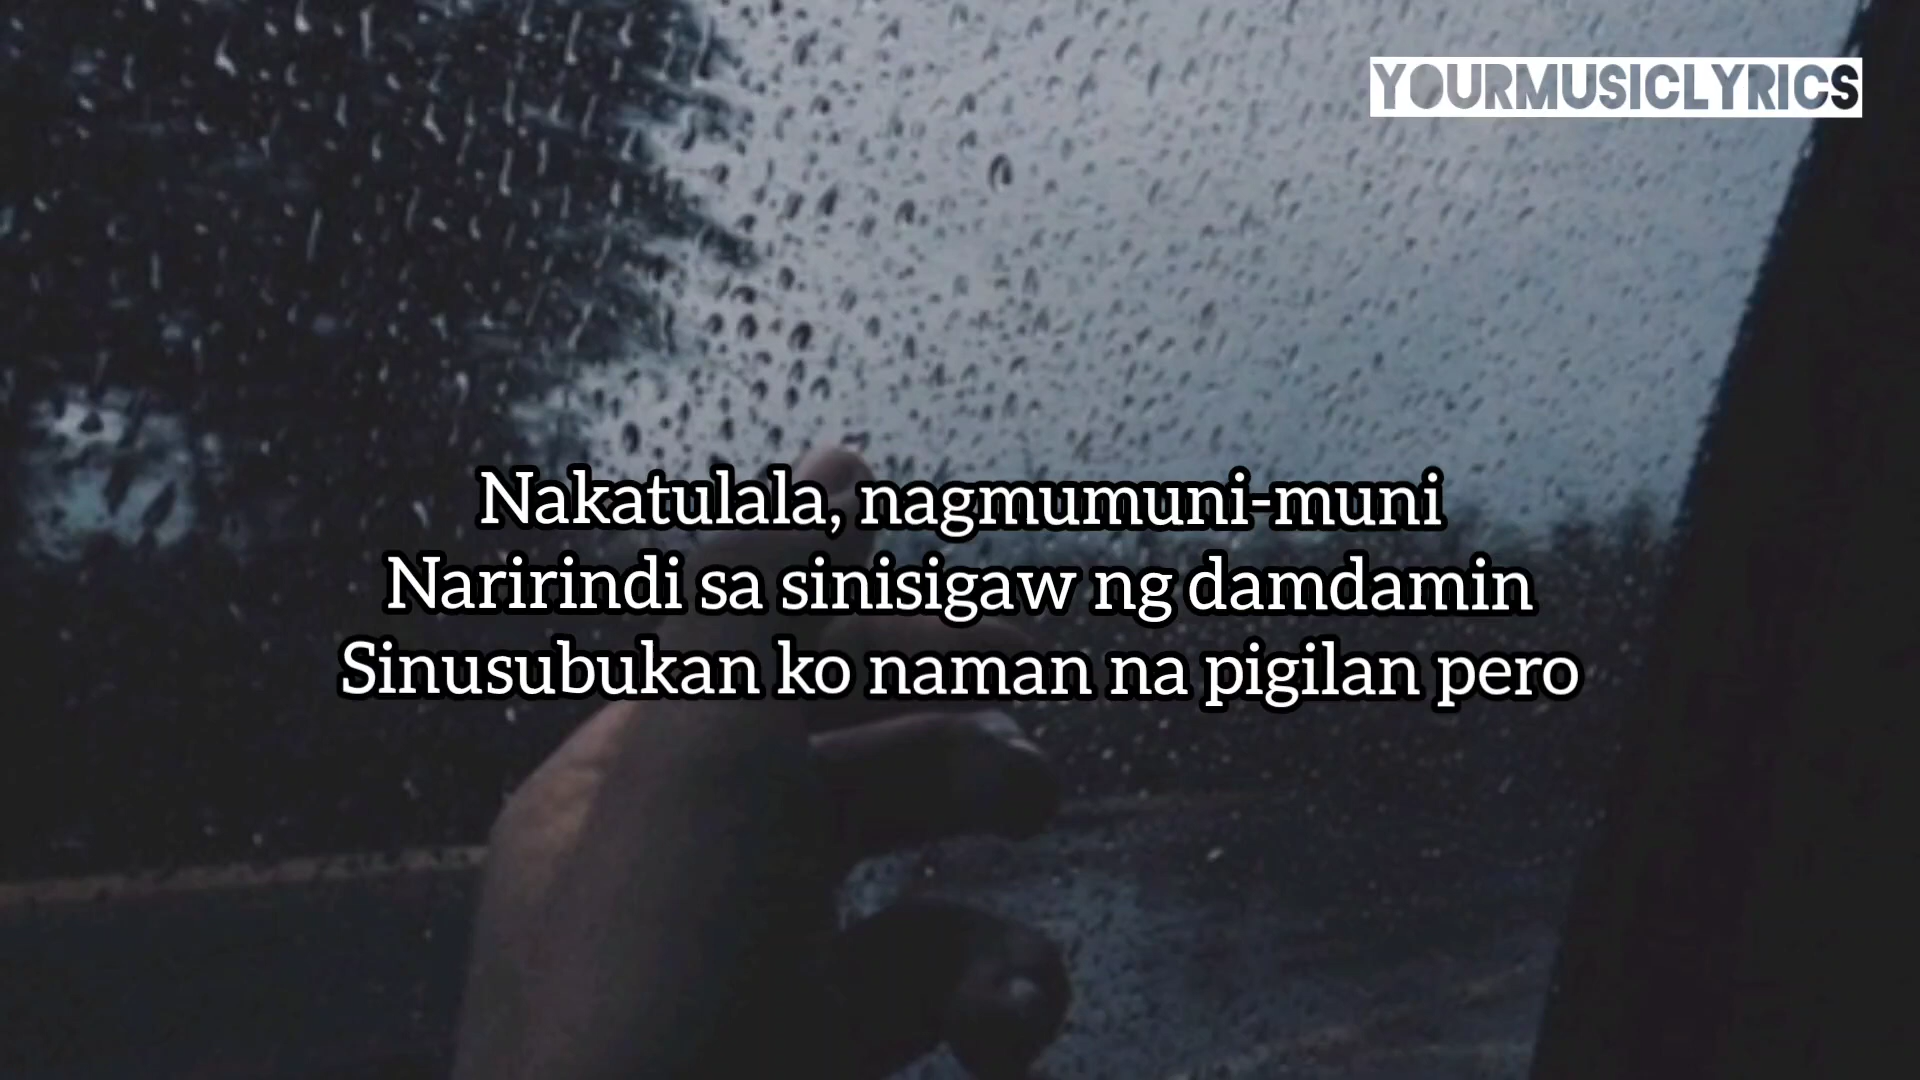 YOURMUSICLYRICS
Nakatulala, nagmumuni-muni
Naririndi sa sinisigaw ng damdamin
Sinusubukan ko naman na pigilan pero